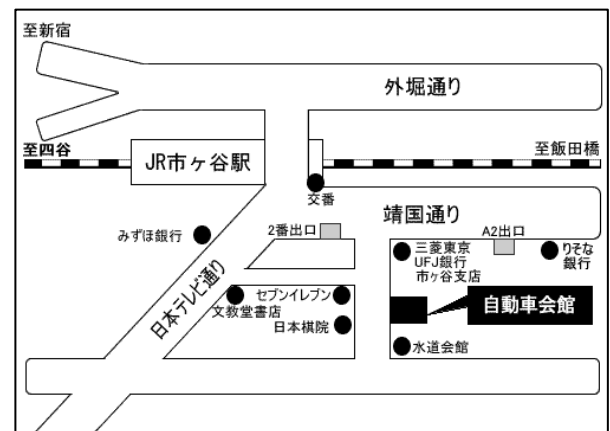 至新宿
外堀通り
至四谷
JR市ヶ谷駅
至飯田橋
交番
靖国通り
みずほ銀行
2番出口
A2出口
三菱東京
UFJ銀行
市ヶ谷支店
りそな
銀行
日本テレビ通り
セブンイレブン
文教堂書店
自動車会館
日本棋院
水道会館